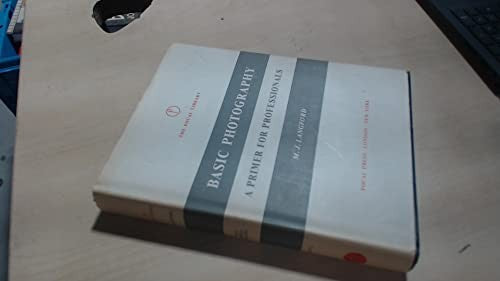 THE FOCAL LIBRARY
BASIC PHOTOGRAPHY
A PRIMER FOR PROFESSIONALS
M. J. LANGFORD
FOCAL PRESS LONDON NEW YORK